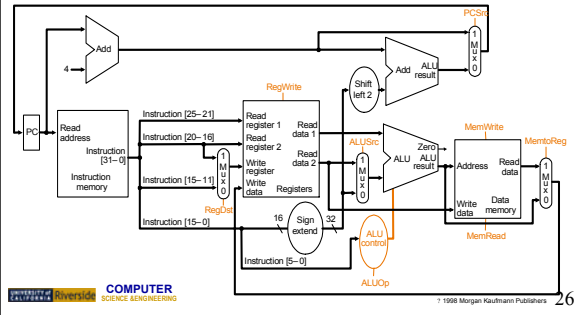 PCSrc
1
M
u
x
0
Add
4
Add
ALU
result
Shift
left 2
RegWrite
PC
Read
address
Instruction
[31–0]
Instruction
memory
Instruction [25–21]
Instruction [20–16]
Instruction [15–11]
Instruction [15–0]
Instruction [5–0]
1
M
u
x
0
RegDst
Read
register 1
Read
register 2
Write
register
Write
data
Read
data 1
Read
data 2
Registers
ALUSrc
1
M
u
x
0
Zero
ALU
ALU
result
MemWrite
Address
Read
data
Write
data
Data
memory
MemRead
MemtoReg
1
M
u
x
0
16
Sign
extend
32
ALU
control
ALUOp
UNIVERSITY of
CALIFORNIA
Riverside
COMPUTER
SCIENCE &ENGINEERING
? 1998 Morgan Kaufmann Publishers
26